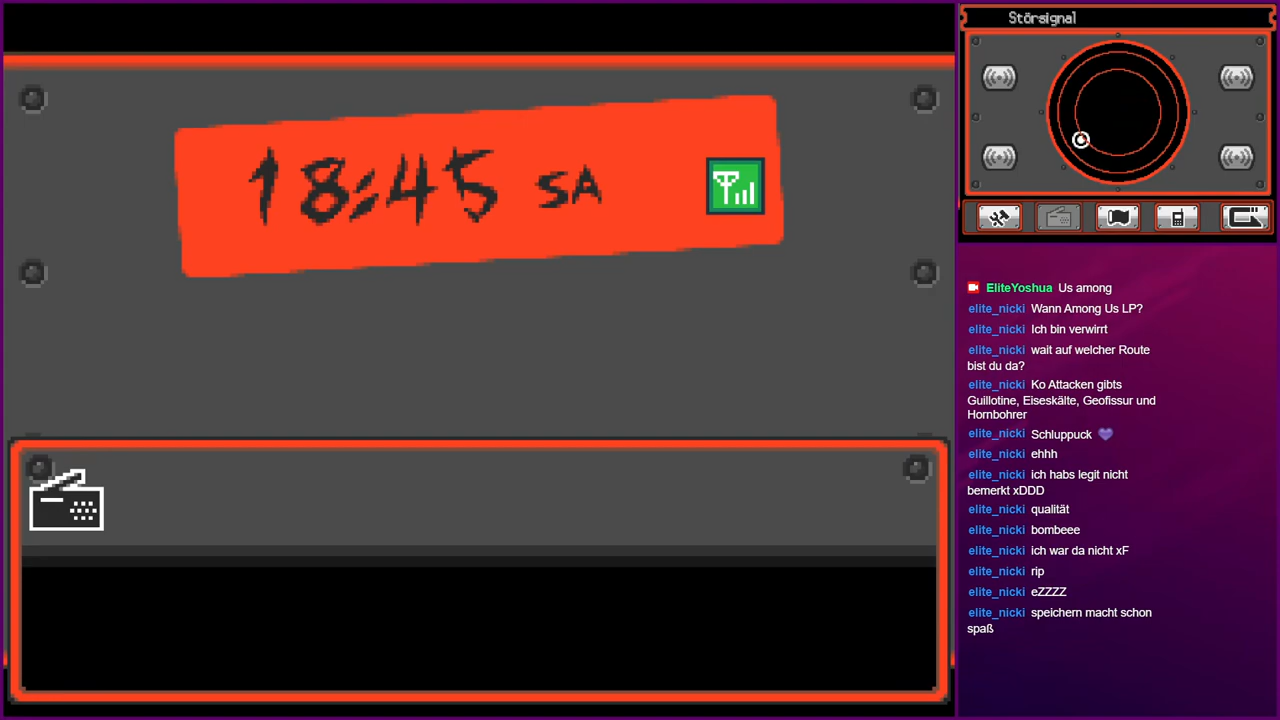 18:45 SA
Störsignal
EliteYoshua Us among
elite_nicki Wann Among Us LP?
elite_nicki Ich bin verwirrt
elite_nicki wait auf welcher Route
bist du da?
elite_nicki Ko Attacken gibts
Guillotine, Eiseskälte, Geofissur und
Hornbohrer
elite_nicki Schluppuck 💜
elite_nicki ehhh
elite_nicki ich habs legit nicht
bemerkt xDDD
elite_nicki qualität
elite_nicki bombeee
elite_nicki ich war da nicht xF
elite_nicki rip
elite_nicki eZZZZ
elite_nicki speichern macht schon
spaß